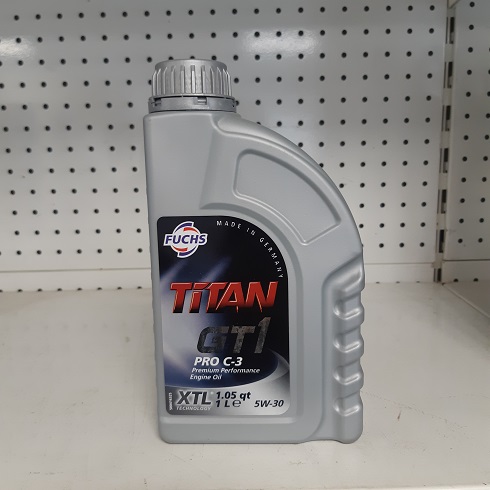 FUCHS
MADE IN GERMANY
TITAN
GT1
PRO C-3
Premium Performance
Engine Oil
XTL
TECHNOLOGY
1.05 qt
1 L e
5W-30